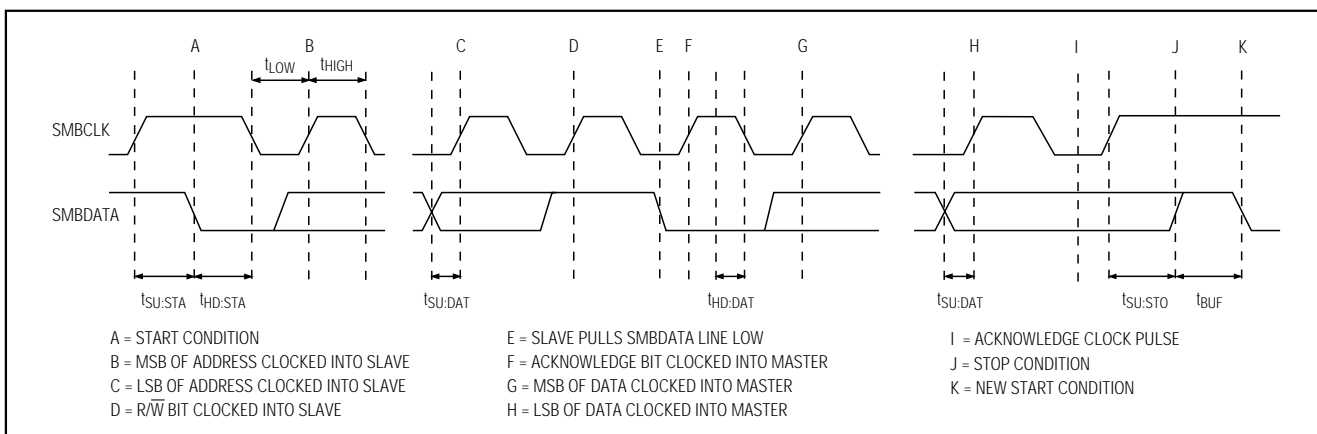 A B C D E F G H I J K
tLOW tHIGH
SMBCLK
SMBDATA
tSU:STA tHD:STA tSU:DAT tHD:DAT tSU:DAT tSU:STO tBUF
A = START CONDITION
B = MSB OF ADDRESS CLOCKED INTO SLAVE
C = LSB OF ADDRESS CLOCKED INTO SLAVE
D = R/W̅ BIT CLOCKED INTO SLAVE
E = SLAVE PULLS SMBDATA LINE LOW
F = ACKNOWLEDGE BIT CLOCKED INTO MASTER
G = MSB OF DATA CLOCKED INTO MASTER
H = LSB OF DATA CLOCKED INTO MASTER
I = ACKNOWLEDGE CLOCK PULSE
J = STOP CONDITION
K = NEW START CONDITION